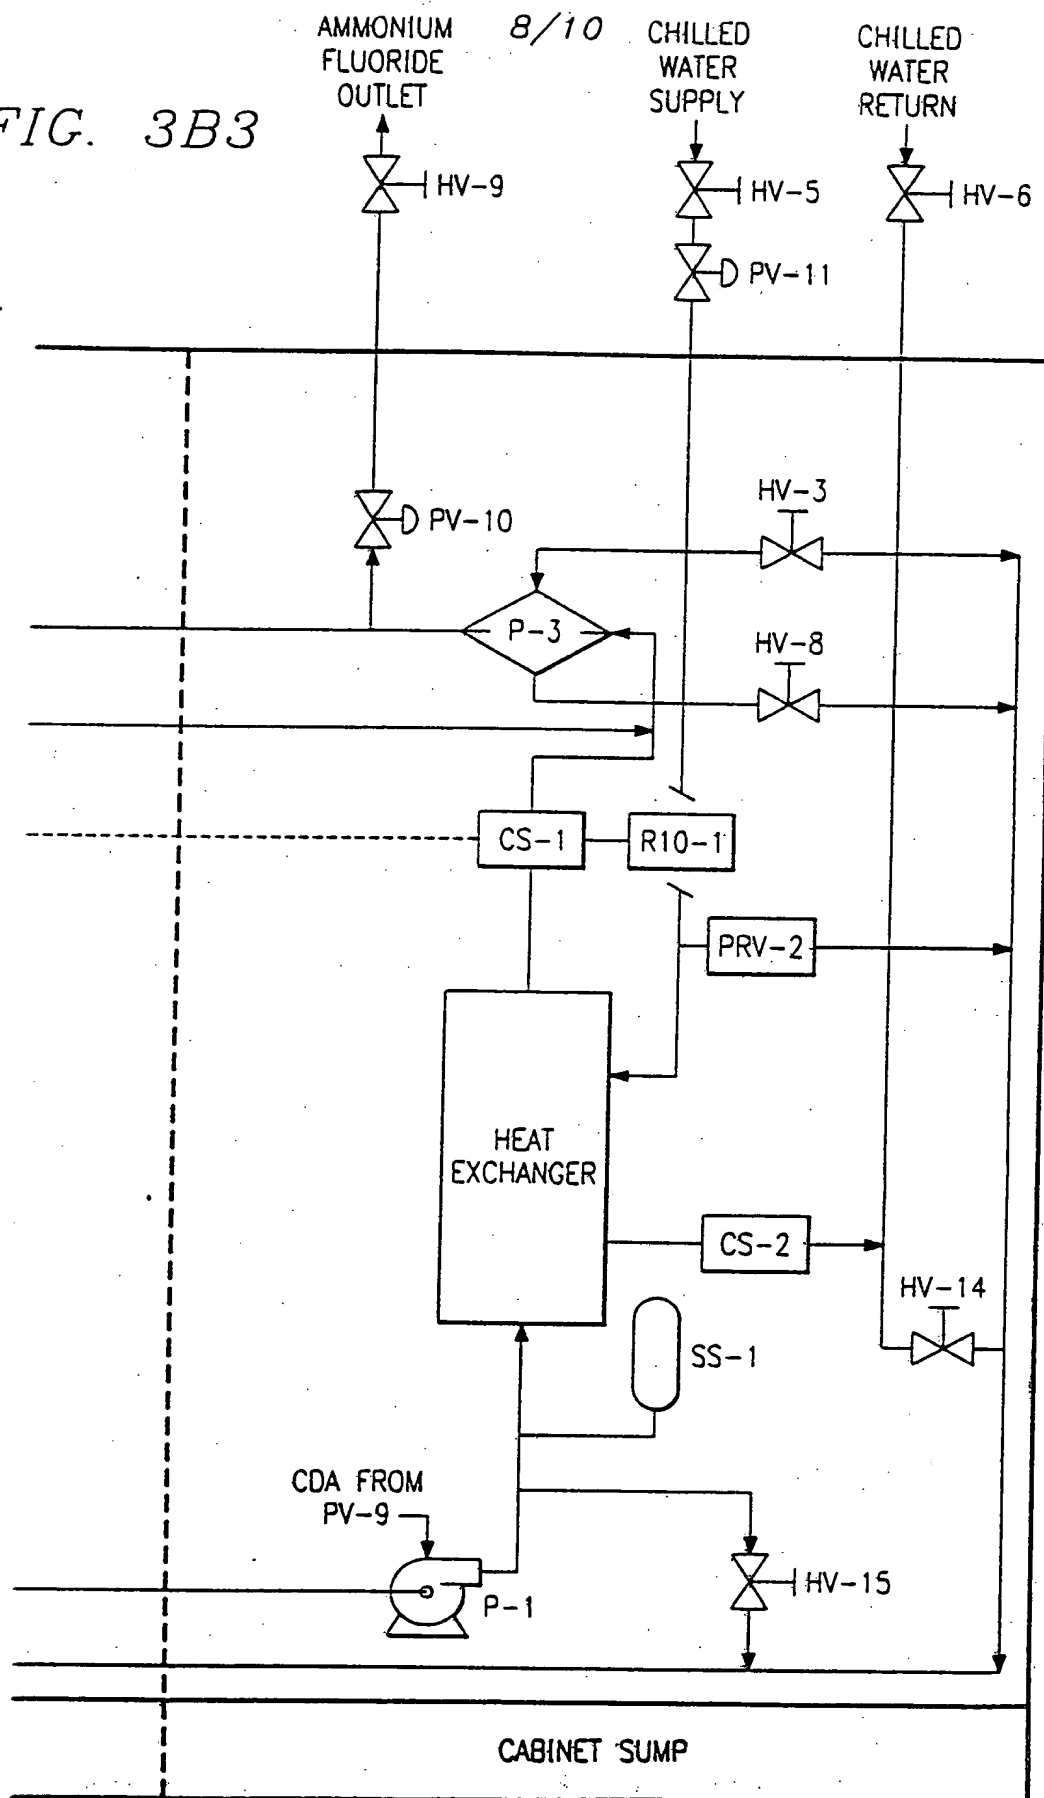 8/10
FIG. 3B3
AMMONIUM
FLUORIDE
OUTLET
CHILLED
WATER
SUPPLY
CHILLED
WATER
RETURN
HV-9
HV-5
HV-6
PV-11
HV-3
PV-10
P-3
HV-8
CS-1
R10-1
PRV-2
HEAT
EXCHANGER
CS-2
HV-14
SS-1
CDA FROM
PV-9
P-1
HV-15
CABINET SUMP